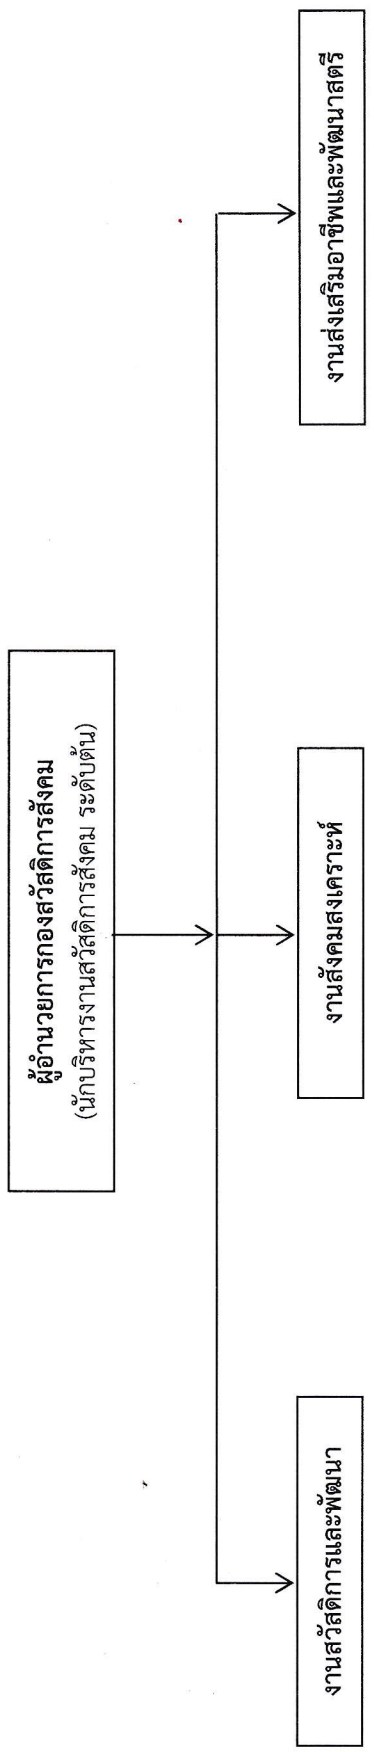 ผู้อำนวยการกองสวัสดิการสังคม
(นักบริหารงานสวัสดิการสังคม ระดับต้น)
งานสวัสดิการและพัฒนา
งานสังคมสงเคราะห์
งานส่งเสริมอาชีพและพัฒนาสตรี